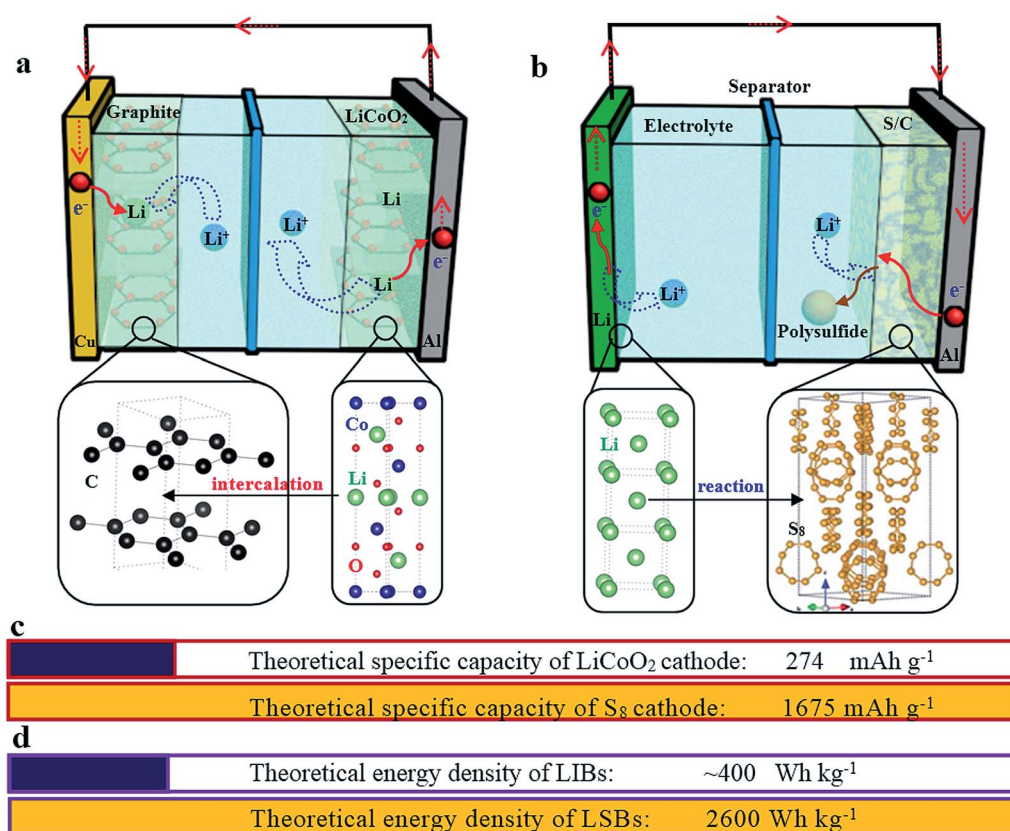 a
Graphite
LiCoO₂
e⁻
Li
Li⁺
Li⁺
Li
Li
e⁻
Cu
Al
C
intercalation
Co
Li
O
b
Separator
Electrolyte
S/C
e⁻
Li⁺
Li⁺
Polysulfide
e⁻
Li
Al
Li
reaction
S₈
c
Theoretical specific capacity of LiCoO₂ cathode: 274 mAh g⁻¹
Theoretical specific capacity of S₈ cathode: 1675 mAh g⁻¹
d
Theoretical energy density of LIBs: ~400 Wh kg⁻¹
Theoretical energy density of LSBs: 2600 Wh kg⁻¹